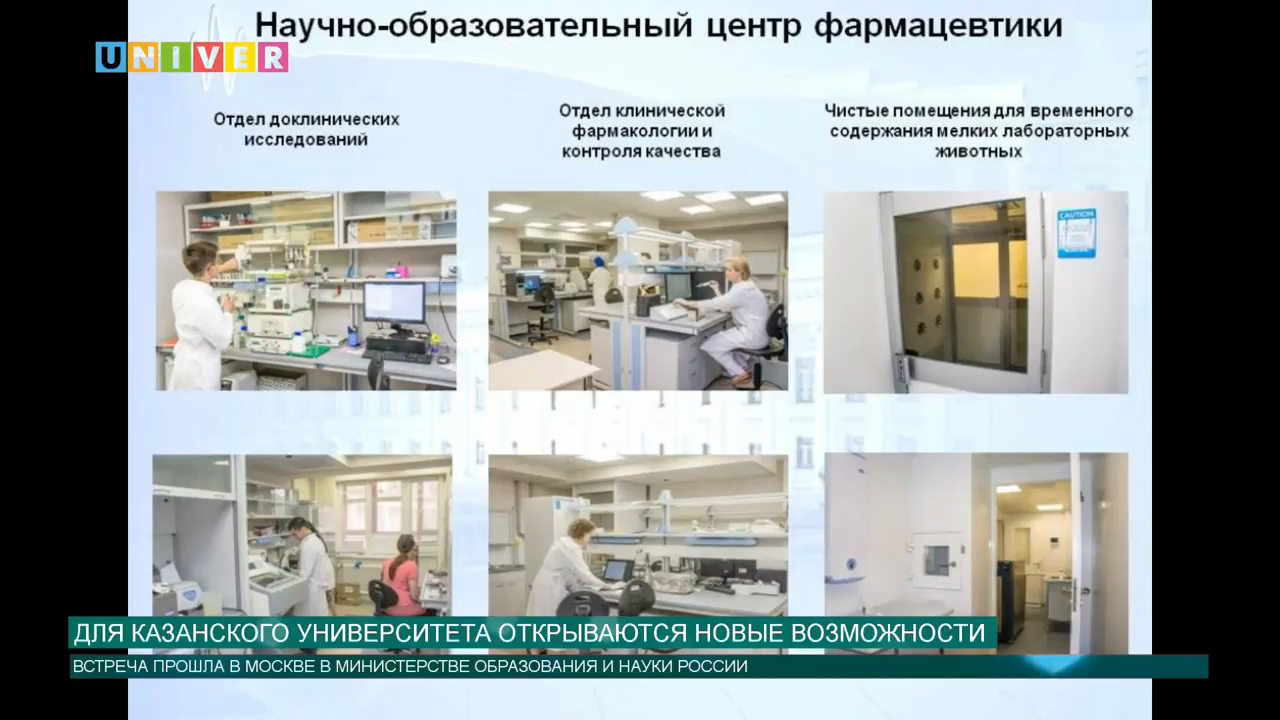 Научно-образовательный центр фармацевтики
UNIVER
Отдел доклинических
исследований
Отдел клинической
фармакологии и
контроля качества
Чистые помещения для временного
содержания мелких лабораторных
животных
CAUTION
ДЛЯ КАЗАНСКОГО УНИВЕРСИТЕТА ОТКРЫВАЮТСЯ НОВЫЕ ВОЗМОЖНОСТИ
ВСТРЕЧА ПРОШЛА В МОСКВЕ В МИНИСТЕРСТВЕ ОБРАЗОВАНИЯ И НАУКИ РОССИИ